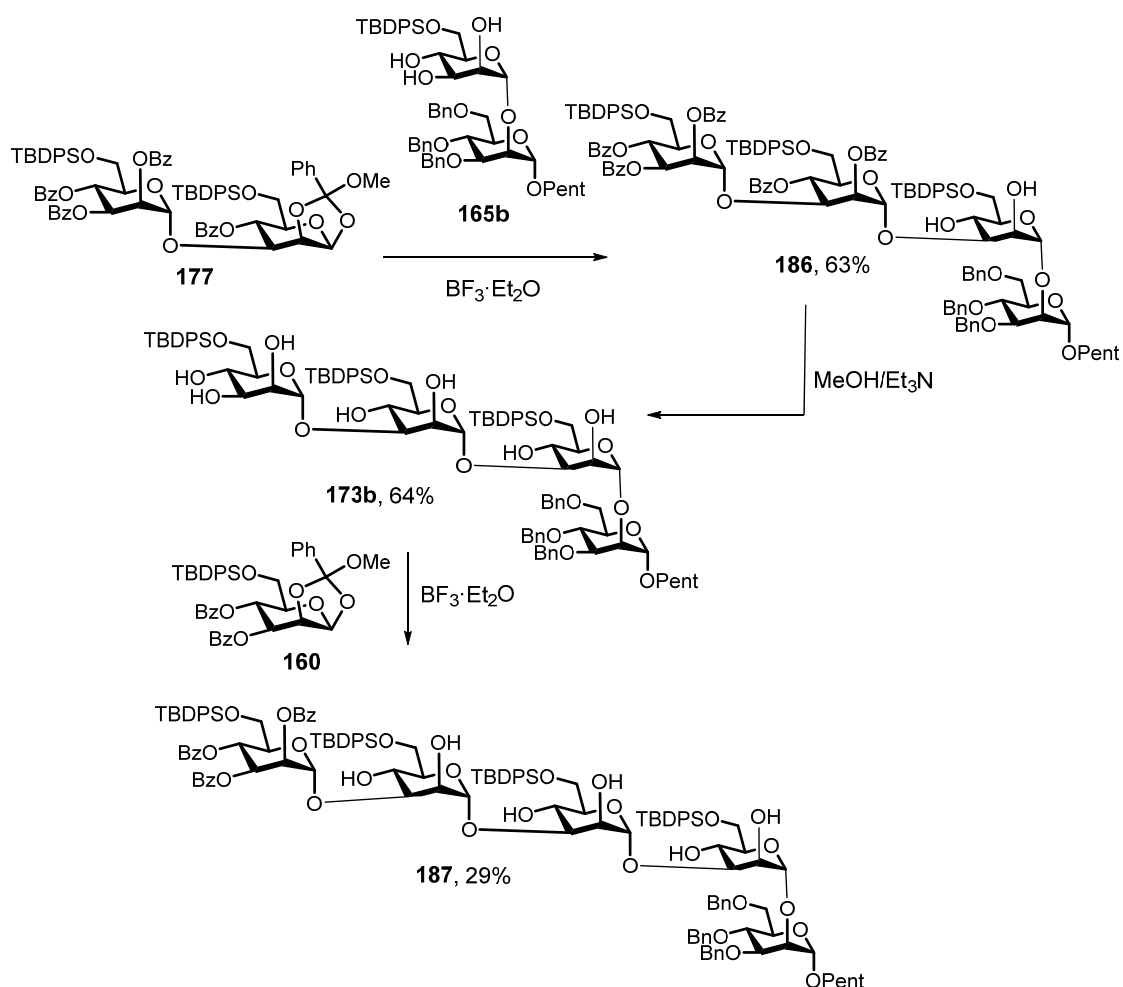 TBDPSO OH
HO O
HO
O
BnO
BnO O
BnO
OPent
165b
TBDPSO OBz
BzO O
BzO
O
TBDPSO
BzO O
Ph
OMe
O
O
177
BF3·Et2O
TBDPSO OBz
BzO O
BzO
O
TBDPSO OBz
BzO O
O
TBDPSO OH
HO O
O
BnO
BnO O
BnO
OPent
186, 63%
MeOH/Et3N
TBDPSO OH
HO O
HO
O
TBDPSO OH
HO O
O
TBDPSO OH
HO O
O
BnO
BnO O
BnO
OPent
173b, 64%
Ph
OMe
TBDPSO O
O O
BzO
BzO
160
BF3·Et2O
TBDPSO OBz
BzO O
BzO
O
TBDPSO OH
HO O
O
TBDPSO OH
HO O
O
TBDPSO OH
HO O
O
BnO
BnO O
BnO
OPent
187, 29%